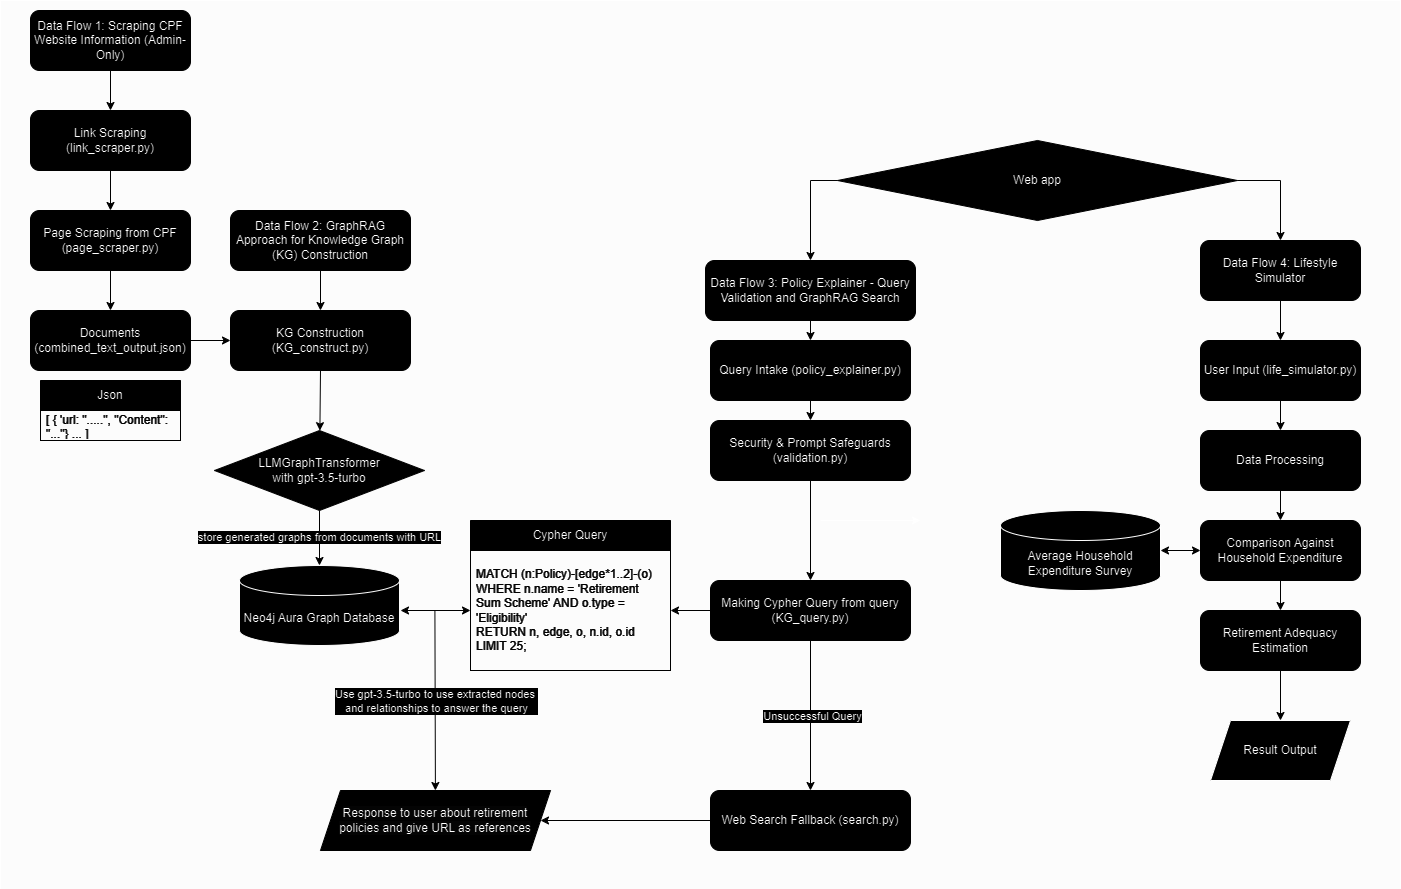 Data Flow 1: Scraping CPF
Website Information (Admin-
Only)
Link Scraping
(link_scraper.py)
Page Scraping from CPF
(page_scraper.py)
Documents
(combined_text_output.json)
Json
[ { 'url: ".....", "Content":
"..."} ... ]
Data Flow 2: GraphRAG
Approach for Knowledge Graph
(KG) Construction
KG Construction
(KG_construct.py)
LLMGraphTransformer
with gpt-3.5-turbo
store generated graphs from documents with URL
Neo4j Aura Graph Database
Cypher Query
MATCH (n:Policy)-[edge*1..2]-(o)
WHERE n.name = 'Retirement
Sum Scheme' AND o.type =
'Eligibility'
RETURN n, edge, o, n.id, o.id
LIMIT 25;
Use gpt-3.5-turbo to use extracted nodes
and relationships to answer the query
Response to user about retirement
policies and give URL as references
Web app
Data Flow 3: Policy Explainer - Query
Validation and GraphRAG Search
Query Intake (policy_explainer.py)
Security & Prompt Safeguards
(validation.py)
Making Cypher Query from query
(KG_query.py)
Unsuccessful Query
Web Search Fallback (search.py)
Data Flow 4: Lifestyle
Simulator
User Input (life_simulator.py)
Data Processing
Average Household
Expenditure Survey
Comparison Against
Household Expenditure
Retirement Adequacy
Estimation
Result Output